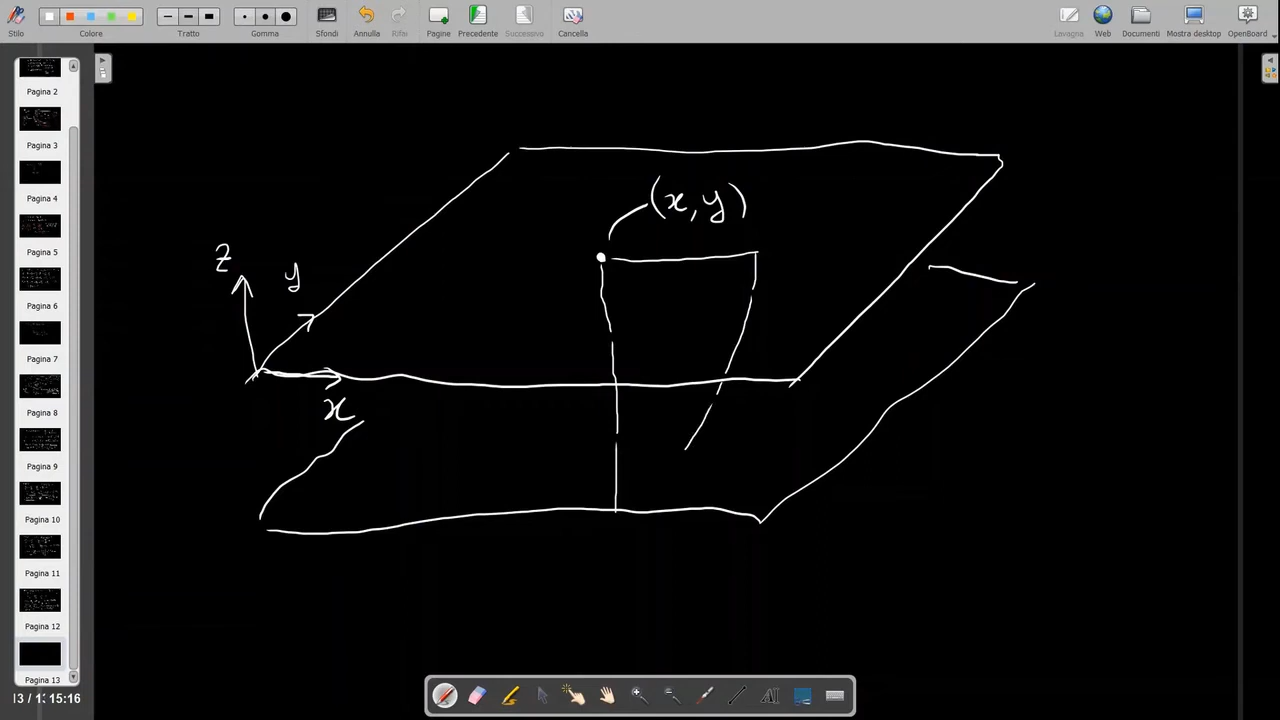 Stilo Colore Tratto Gomma Sfondi Annulla Rifai Pagine Precedente Successivo Cancella Lavagna Web Documenti Mostra desktop OpenBoard
Pagina 2
Pagina 3
Pagina 4
Pagina 5
Pagina 6
Pagina 7
Pagina 8
Pagina 9
Pagina 10
Pagina 11
Pagina 12
Pagina 13
(x, y)
z
y
x
15:16